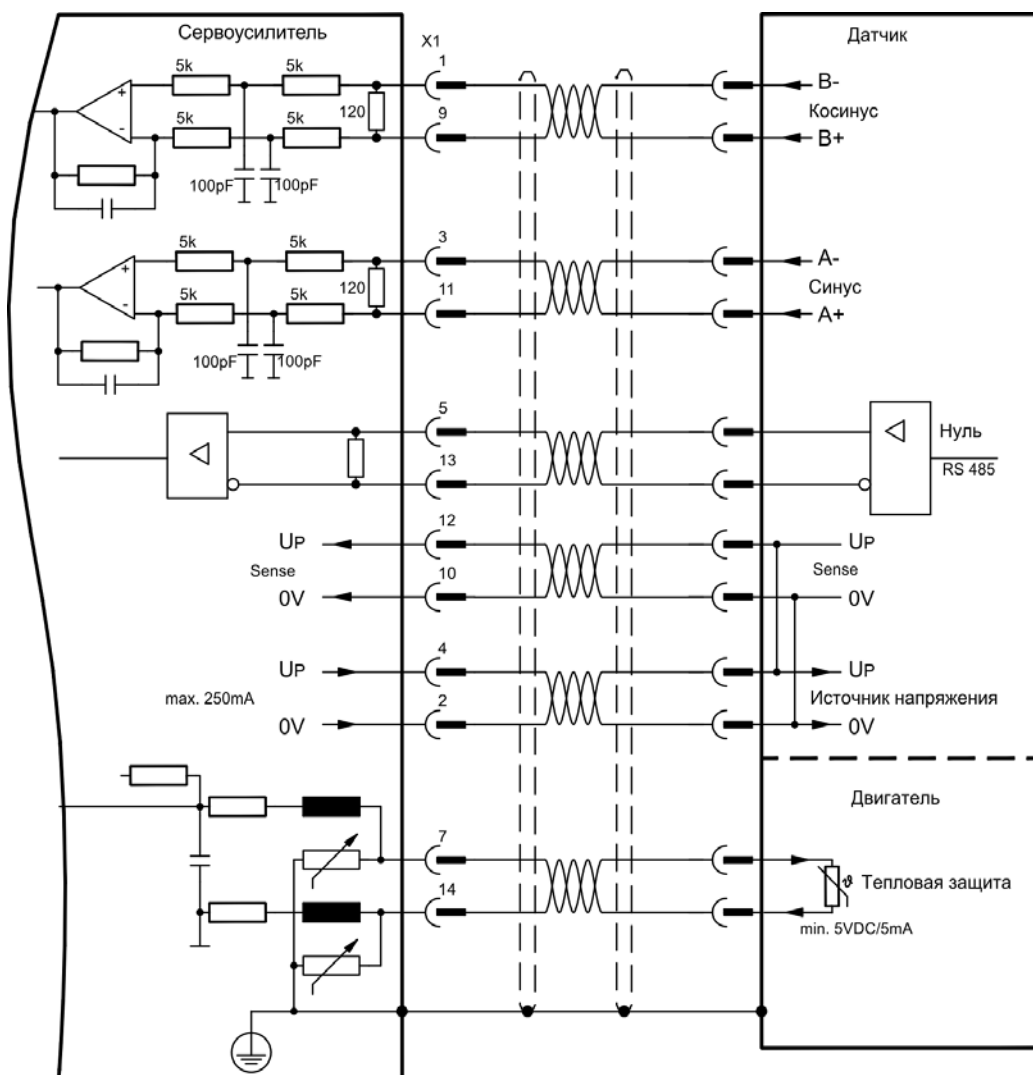 Сервоусилитель
X1
Датчик
5k
5k
1
B-
+
120
Косинус
-
5k
5k
9
B+
100pF
100pF
5k
5k
3
A-
+
120
Синус
-
5k
5k
11
A+
100pF
100pF
5
Нуль
13
RS 485
UP
12
UP
Sense
10
Sense
0V
0V
UP
4
UP
max. 250mA
2
Источник напряжения
0V
0V
Двигатель
7
ϑ Тепловая защита
14
min. 5VDC/5mA